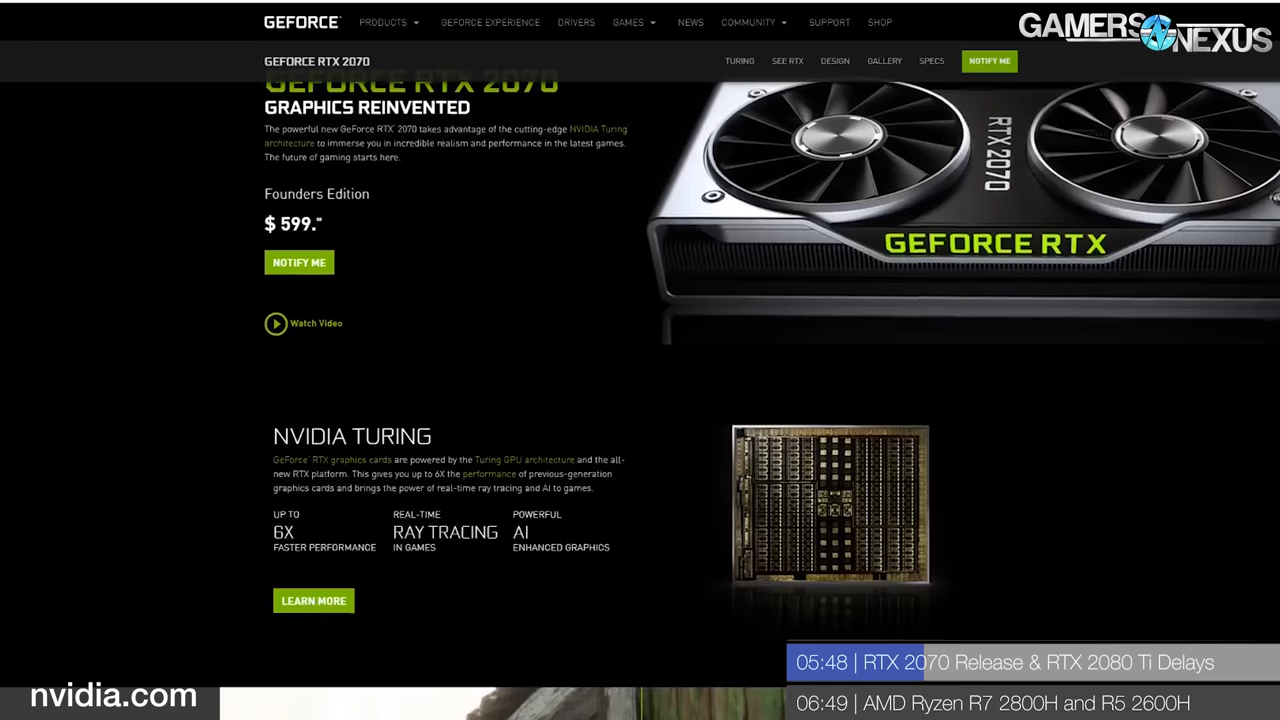 GEFORCE
PRODUCTS
GEFORCE EXPERIENCE
DRIVERS
GAMES
NEWS
COMMUNITY
SUPPORT
SHOP
GAMERS NEXUS
GEFORCE RTX 2070
TURING
SEE RTX
DESIGN
GALLERY
SPECS
NOTIFY ME
GEFORCE RTX 2070
GRAPHICS REINVENTED
The powerful new GeForce RTX™ 2070 takes advantage of the cutting-edge NVIDIA Turing™
architecture to immerse you in incredible realism and performance in the latest games.
The future of gaming starts here.
Founders Edition
$ 599.00
NOTIFY ME
Watch Video
RTX 2070
GEFORCE RTX
NVIDIA TURING
GeForce® RTX graphics cards are powered by the Turing GPU architecture and the all-
new RTX platform. This gives you up to 6X the performance of previous-generation
graphics cards and brings the power of real-time ray tracing and AI to games.
UP TO
6X
FASTER PERFORMANCE
REAL-TIME
RAY TRACING
IN GAMES
POWERFUL
AI
ENHANCED GRAPHICS
LEARN MORE
05:48 | RTX 2070 Release & RTX 2080 Ti Delays
06:49 | AMD Ryzen R7 2800H and R5 2600H
nvidia.com